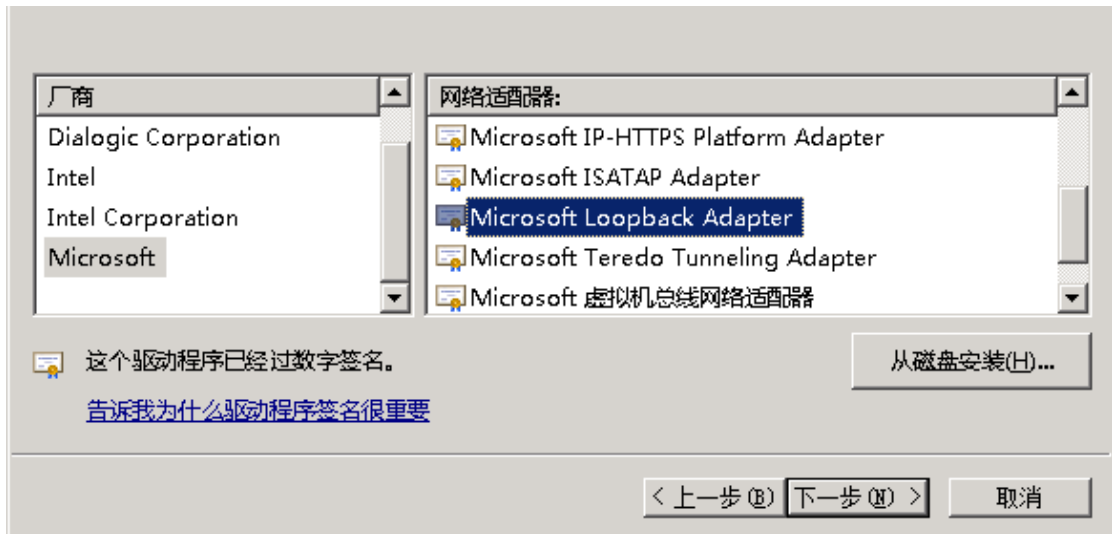 厂商
Dialogic Corporation
Intel
Intel Corporation
Microsoft
网络适配器:
Microsoft IP-HTTPS Platform Adapter
Microsoft ISATAP Adapter
Microsoft Loopback Adapter
Microsoft Teredo Tunneling Adapter
Microsoft 虚拟机总线网络适配器
这个驱动程序已经过数字签名。
从磁盘安装(H)...
告诉我为什么驱动程序签名很重要
< 上一步(B) 下一步(N) > 取消